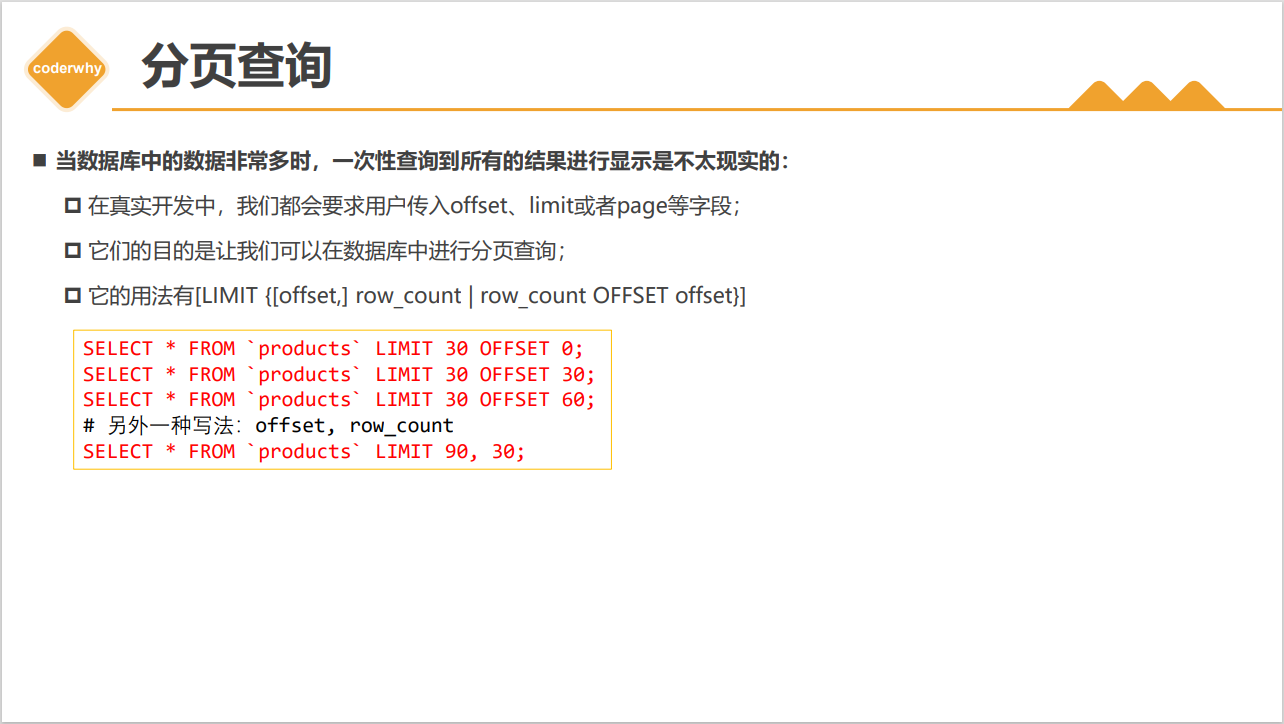 coderwhy
分页查询
当数据库中的数据非常多时，一次性查询到所有的结果进行显示是不太现实的：
在真实开发中，我们都会要求用户传入offset、limit或者page等字段；
它们的目的是让我们可以在数据库中进行分页查询；
它的用法有[LIMIT {[offset,] row_count | row_count OFFSET offset}]
SELECT * FROM `products` LIMIT 30 OFFSET 0;
SELECT * FROM `products` LIMIT 30 OFFSET 30;
SELECT * FROM `products` LIMIT 30 OFFSET 60;
# 另外一种写法：offset, row_count
SELECT * FROM `products` LIMIT 90, 30;